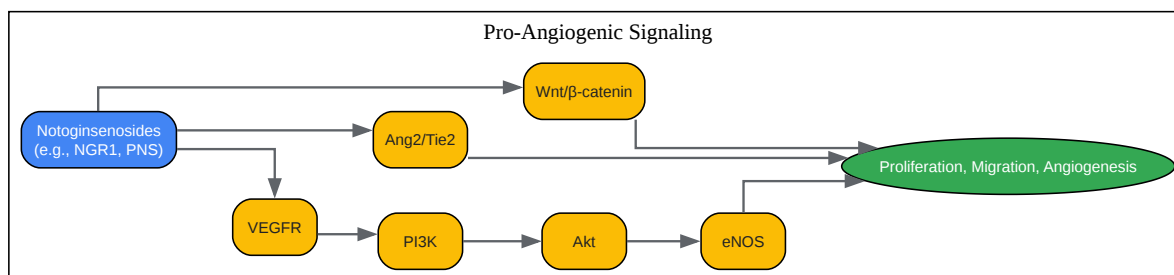 Pro-Angiogenic Signaling
Wnt/β-catenin
Notoginsenosides
(e.g., NGR1, PNS)
Ang2/Tie2
Proliferation, Migration, Angiogenesis
VEGFR
PI3K
Akt
eNOS